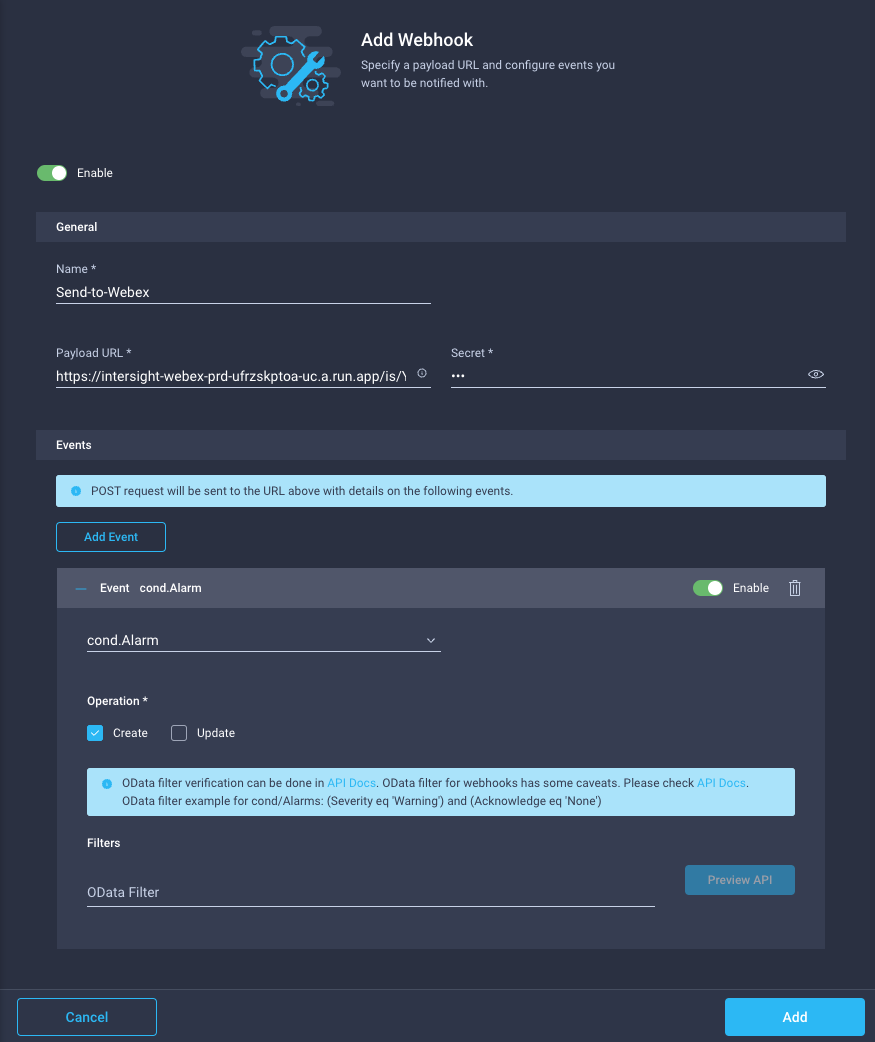 Add Webhook
Specify a payload URL and configure events you
want to be notified with.
Enable
General
Name *
Send-to-Webex
Payload URL *
Secret *
https://intersight-webex-prd-ufrzskptoa-uc.a.run.app/is/
•••
Events
POST request will be sent to the URL above with details on the following events.
Add Event
Event cond.Alarm
Enable
cond.Alarm
Operation *
Create
Update
OData filter verification can be done in API Docs. OData filter for webhooks has some caveats. Please check API Docs.
OData filter example for cond/Alarms: (Severity eq 'Warning') and (Acknowledge eq 'None')
Filters
OData Filter
Preview API
Cancel
Add